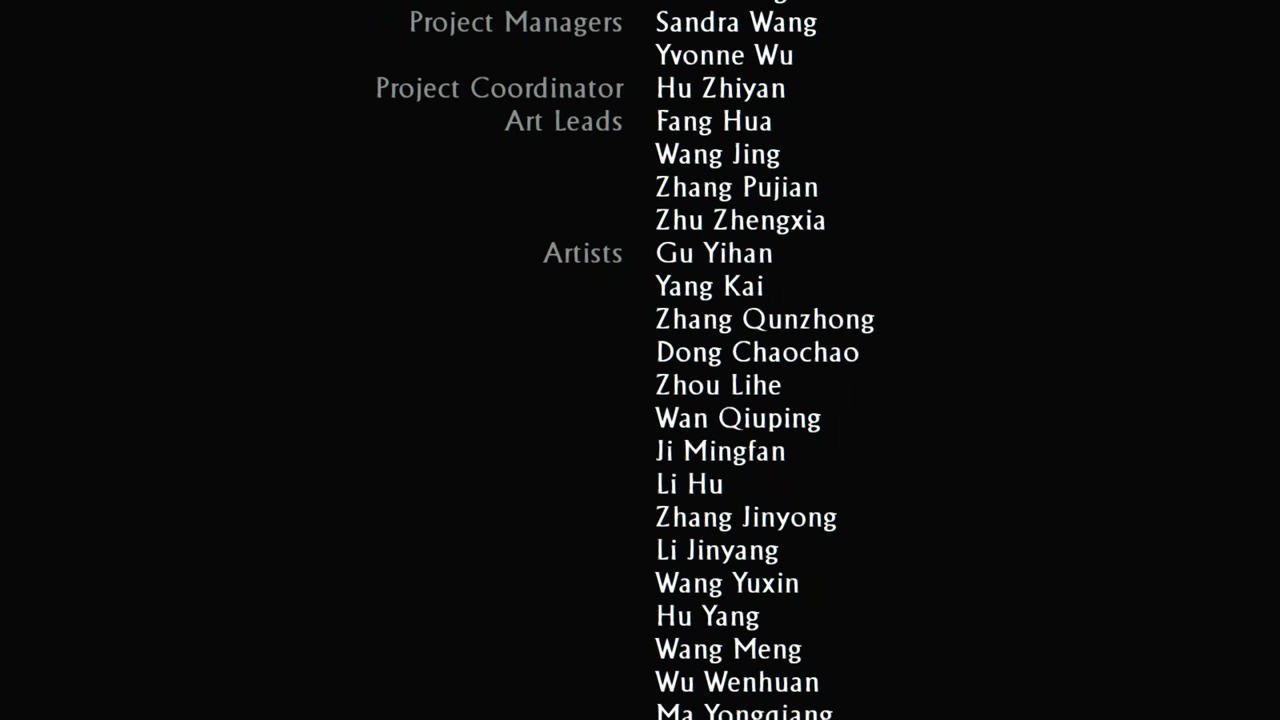 Project Managers Sandra Wang
Yvonne Wu
Project Coordinator Hu Zhiyan
Art Leads Fang Hua
Wang Jing
Zhang Pujian
Zhu Zhengxia
Artists Gu Yihan
Yang Kai
Zhang Qunzhong
Dong Chaochao
Zhou Lihe
Wan Qiuping
Ji Mingfan
Li Hu
Zhang Jinyong
Li Jinyang
Wang Yuxin
Hu Yang
Wang Meng
Wu Wenhuan
Ma Yongqiang